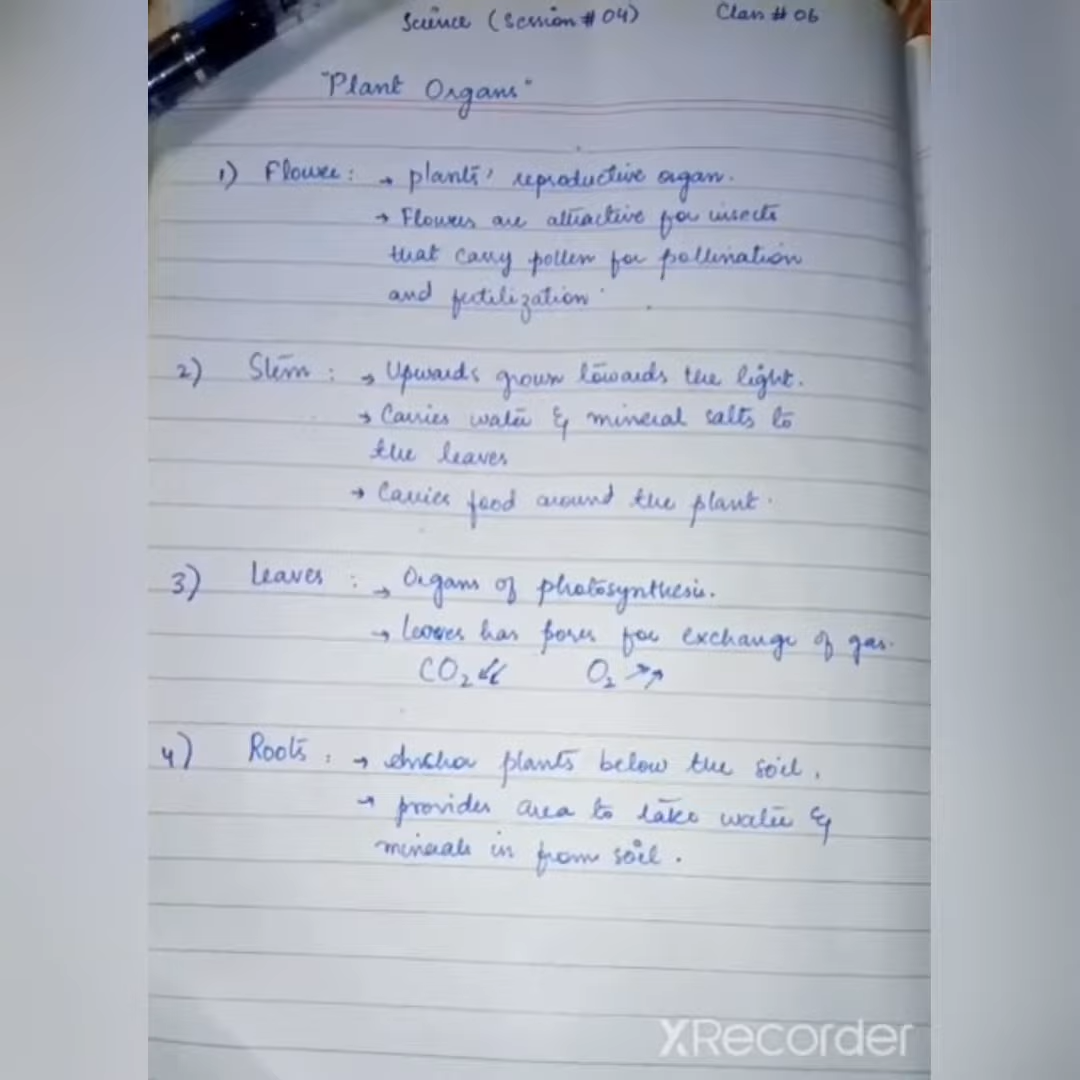 Science (Session # 04) Class # 06
"Plant Organs"
1) Flower : → plants' reproductive organ.
→ Flowers are attractive for insects
that carry pollen for pollination
and fertilization.
2) Stem : → Upwards grown towards the light.
→ Carries water & mineral salts to
the leaves
→ Carries food around the plant.
3) Leaves : → Organs of photosynthesis.
→ leaves has pores for exchange of gas.
CO₂ ↙↙ O₂ ↗↗
4) Roots : → Anchor plants below the soil.
→ provides area to take water &
minerals in from soil.
XRecorder